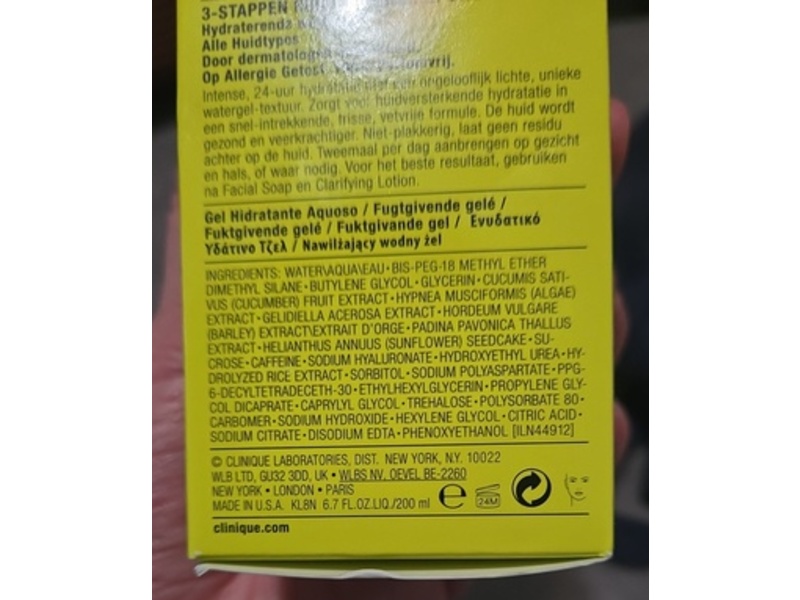 3-STAPPEN
Hydraterende
Alle Huidtypes
Door dermatologen
Op Allergie Getest
Intense, 24-uur hydratatie met een ongelooflijk lichte, unieke
watergel-textuur. Zorgt voor huidversterkende hydratatie in
een snel-intrekkende, frisse, vetvrije formule. De huid wordt
gezond en veerkrachtiger. Niet-plakkerig, laat geen residu
achter op de huid. Tweemaal per dag aanbrengen op gezicht
en hals, of waar nodig. Voor het beste resultaat, gebruiken
na Facial Soap en Clarifying Lotion.
Gel Hidratante Aquoso / Fugtgivende gelé /
Fuktgivende gelé / Fuktgivande gel / Ενυδατικό
Υδάτινο Τζελ / Nawilżający wodny żel
INGREDIENTS: WATER\AQUA\EAU•BIS-PEG-18 METHYL ETHER
DIMETHYL SILANE•BUTYLENE GLYCOL•GLYCERIN•CUCUMIS SATI-
VUS (CUCUMBER) FRUIT EXTRACT•HYPNEA MUSCIFORMIS (ALGAE)
EXTRACT•GELIDIELLA ACEROSA EXTRACT•HORDEUM VULGARE
(BARLEY) EXTRACT\EXTRAIT D'ORGE•PADINA PAVONICA THALLUS
EXTRACT•HELIANTHUS ANNUUS (SUNFLOWER) SEEDCAKE•SU-
CROSE•CAFFEINE•SODIUM HYALURONATE•HYDROXYETHYL UREA•HY-
DROLYZED RICE EXTRACT•SORBITOL•SODIUM POLYASPARTATE•PPG-
6-DECYLTETRADECETH-30•ETHYLHEXYLGLYCERIN•PROPYLENE GLY-
COL DICAPRATE•CAPRYLYL GLYCOL•TREHALOSE•POLYSORBATE 80•
CARBOMER•SODIUM HYDROXIDE•HEXYLENE GLYCOL•CITRIC ACID•
SODIUM CITRATE•DISODIUM EDTA•PHENOXYETHANOL [ILN44912]
© CLINIQUE LABORATORIES, DIST. NEW YORK, N.Y. 10022
WLB LTD, GU32 3DD, UK • WLBS NV. OEVEL BE-2260
NEW YORK • LONDON • PARIS
MADE IN U.S.A. KL8N 6.7 FL.OZ.LIQ./200 ml e 24M
clinique.com